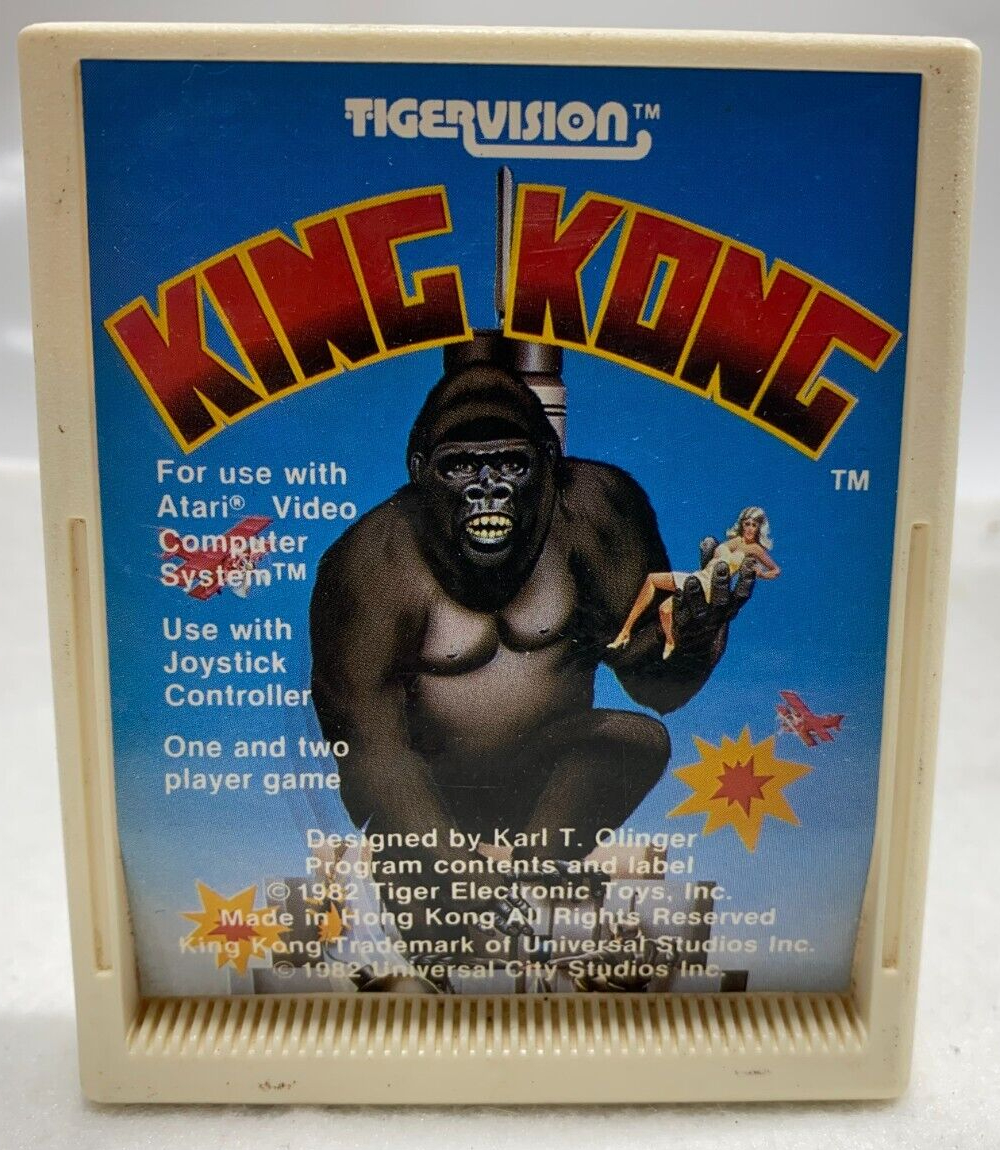 TIGERVISION™
KING KONG
™
For use with
Atari® Video
Computer
System™
Use with
Joystick
Controller
One and two
player game
Designed by Karl T. Olinger
Program contents and label
© 1982 Tiger Electronic Toys, Inc.
Made in Hong Kong All Rights Reserved
King Kong Trademark of Universal Studios Inc.
© 1982 Universal City Studios Inc.